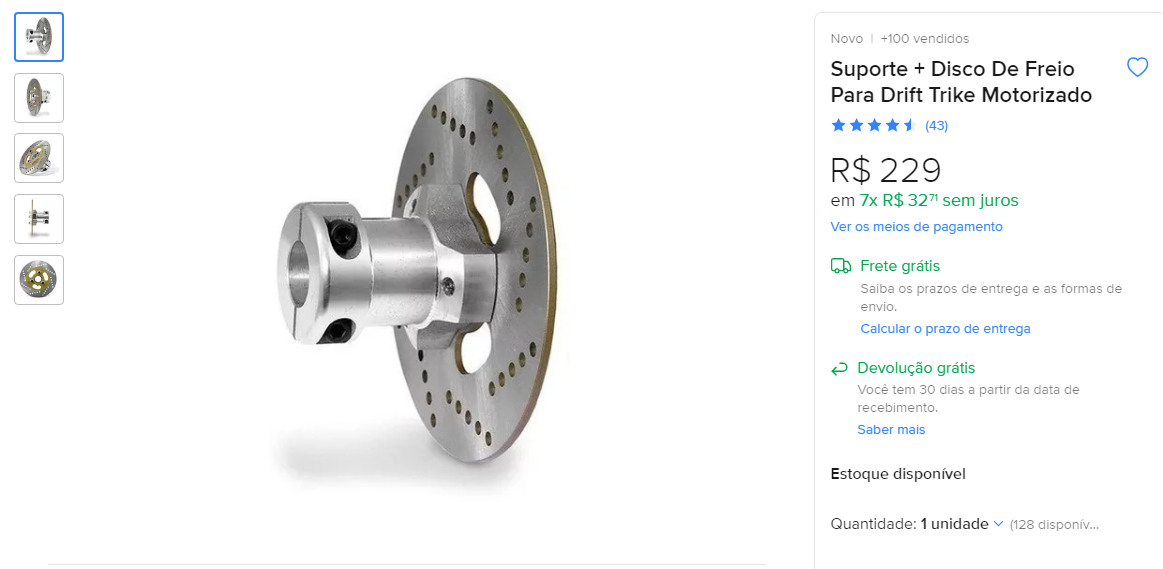 Novo | +100 vendidos
Suporte + Disco De Freio
Para Drift Trike Motorizado
(43)
R$ 229
em 7x R$ 32⁷¹ sem juros
Ver os meios de pagamento
Frete grátis
Saiba os prazos de entrega e as formas de
envio.
Calcular o prazo de entrega
Devolução grátis
Você tem 30 dias a partir da data de
recebimento.
Saber mais
Estoque disponível
Quantidade: 1 unidade (128 disponív...